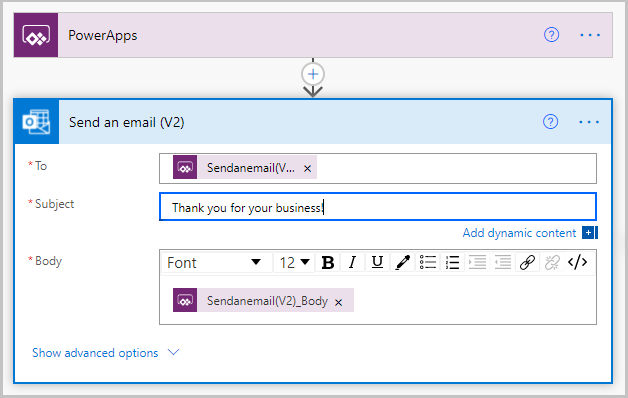 PowerApps
Send an email (V2)
*To
Sendanemail(V... ×
*Subject
Thank you for your business!
Add dynamic content
*Body
Font 12 B I U </>
Sendanemail(V2)_Body ×
Show advanced options